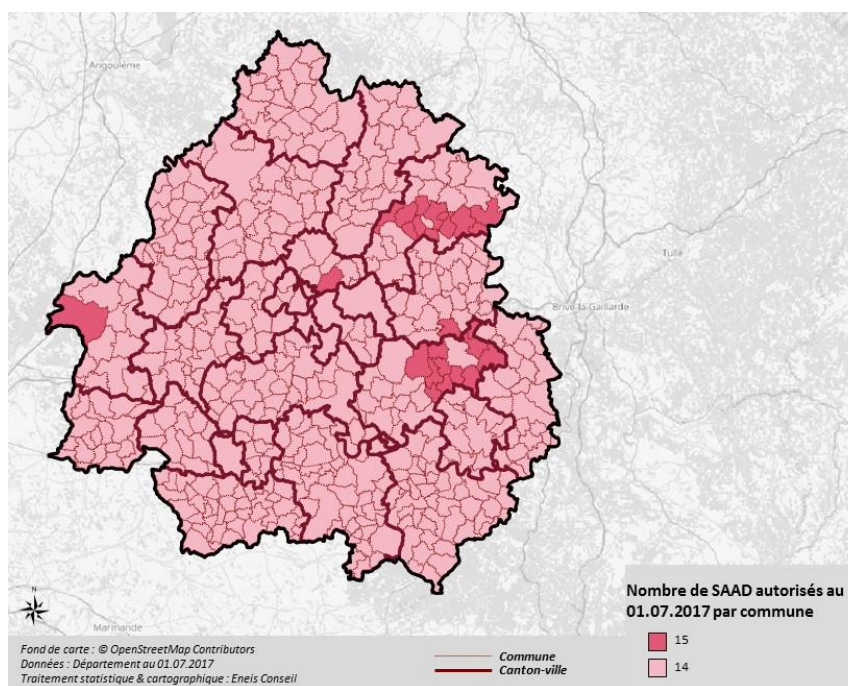 Angoulême
Tulle
Brive-la-Gaillarde
N
Marmande
Nombre de SAAD autorisés au
01.07.2017 par commune
15
14
Fond de carte : © OpenStreetMap Contributors
Données : Département au 01.07.2017
Traitement statistique & cartographique : Eneis Conseil
Commune
Canton-ville